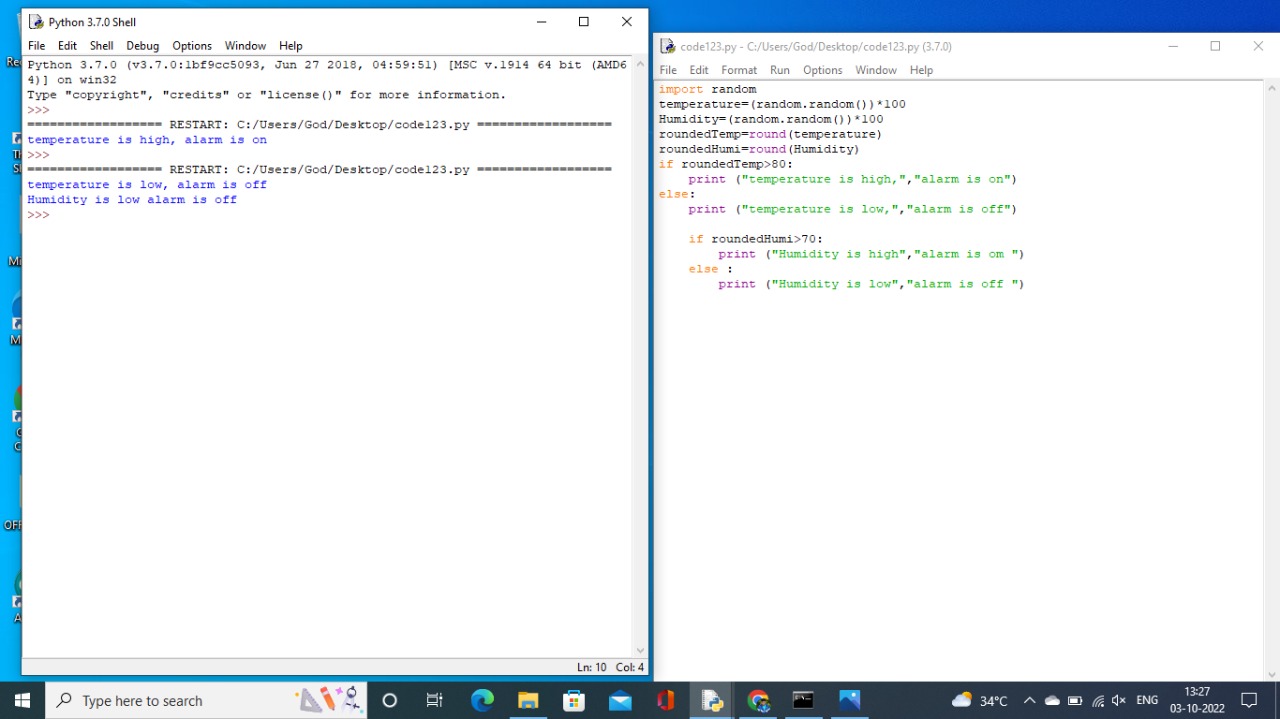 Python 3.7.0 Shell
File Edit Shell Debug Options Window Help
Python 3.7.0 (v3.7.0:1bf9cc5093, Jun 27 2018, 04:59:51) [MSC v.1914 64 bit (AMD6
4)] on win32
Type "copyright", "credits" or "license()" for more information.
>>>
================== RESTART: C:/Users/God/Desktop/code123.py ==================
temperature is high, alarm is on
>>>
================== RESTART: C:/Users/God/Desktop/code123.py ==================
temperature is low, alarm is off
Humidity is low alarm is off
>>>
Ln: 10 Col: 4
code123.py - C:/Users/God/Desktop/code123.py (3.7.0)
File Edit Format Run Options Window Help
import random
temperature=(random.random())*100
Humidity=(random.random())*100
roundedTemp=round(temperature)
roundedHumi=round(Humidity)
if roundedTemp>80:
    print ("temperature is high,","alarm is on")
else:
    print ("temperature is low,","alarm is off")
    if roundedHumi>70:
        print ("Humidity is high","alarm is om ")
    else :
        print ("Humidity is low","alarm is off ")
Type here to search
34°C
ENG
13:27
03-10-2022